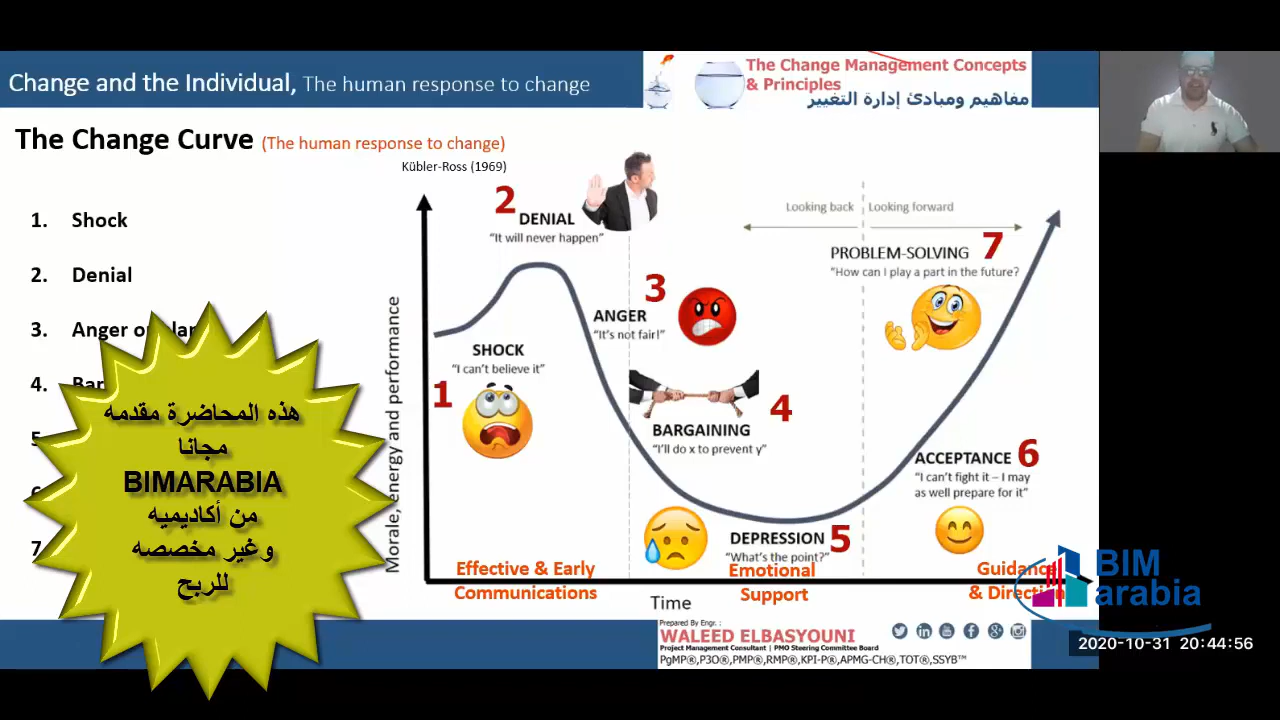 Change and the Individual, The human response to change
The Change Management Concepts
& Principles
مفاهيم ومبادئ إدارة التغيير
The Change Curve (The human response to change)
Kübler-Ross (1969)
1. Shock
2. Denial
3. Anger or
4. Bar
7.
هذه المحاضرة مقدمه
مجانا
BIMARABIA
من أكاديميه
وغير مخصصه
للربح
Morale, energy and performance
2
DENIAL
"It will never happen"
SHOCK
"I can't believe it"
1
3
ANGER
"It's not fair!"
4
BARGAINING
"I'll do x to prevent y"
DEPRESSION 5
"What's the point?"
Looking back
Looking forward
PROBLEM-SOLVING 7
"How can I play a part in the future?
ACCEPTANCE 6
"I can't fight it – I may
as well prepare for it"
Effective & Early
Communications
Emotional
Support
Guidance
& Direction
Time
BIM
arabia
Prepared By Engr. :
WALEED ELBASYOUNI
Project Management Consultant | PMO Steering Committee Board
PgMP®,P3O®,PMP®,RMP®,KPI-P®,APMG-CH®,TOT®,SSYB™
2020-10-31 20:44:56